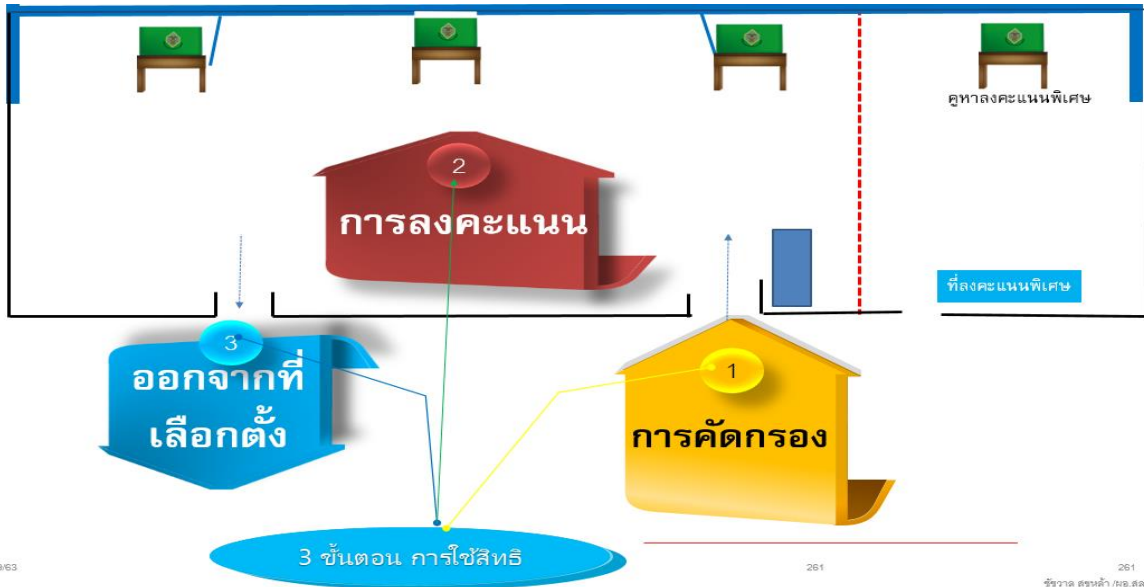 คูหาลงคะแนนพิเศษ
2
การลงคะแนน
ที่ลงคะแนนพิเศษ
3
ออกจากที่
เลือกตั้ง
1
การคัดกรอง
3 ขั้นตอน การใช้สิทธิ
/63
261
261